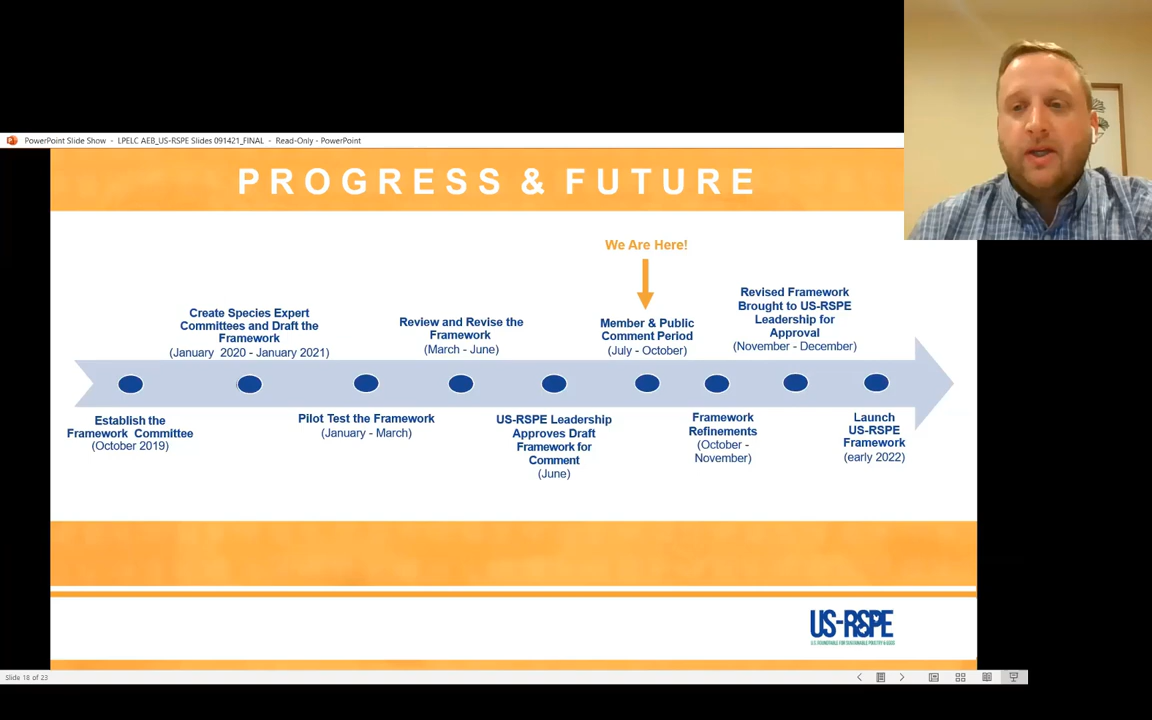 PowerPoint Slide Show - LPELC AEB_US-RSPE Slides 091421_FINAL - Read-Only - PowerPoint
PROGRESS & FUTURE
We Are Here!
Create Species Expert
Committees and Draft the
Framework
(January 2020 - January 2021)
Review and Revise the
Framework
(March - June)
Member & Public
Comment Period
(July - October)
Revised Framework
Brought to US-RSPE
Leadership for
Approval
(November - December)
Establish the
Framework Committee
(October 2019)
Pilot Test the Framework
(January - March)
US-RSPE Leadership
Approves Draft
Framework for
Comment
(June)
Framework
Refinements
(October -
November)
Launch
US-RSPE
Framework
(early 2022)
US-RSPE
U.S. ROUNDTABLE FOR SUSTAINABLE POULTRY & EGGS
Slide 18 of 23